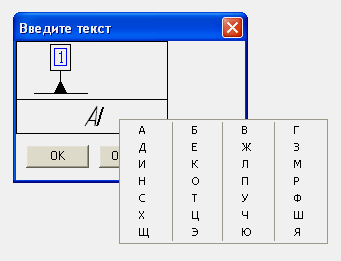 Введите текст
1
A
OK
О
А Б В Г
Д Е Ж З
И К Л М
Н О П Р
С Т У Ф
Х Ц Ч Ш
Щ Э Ю Я